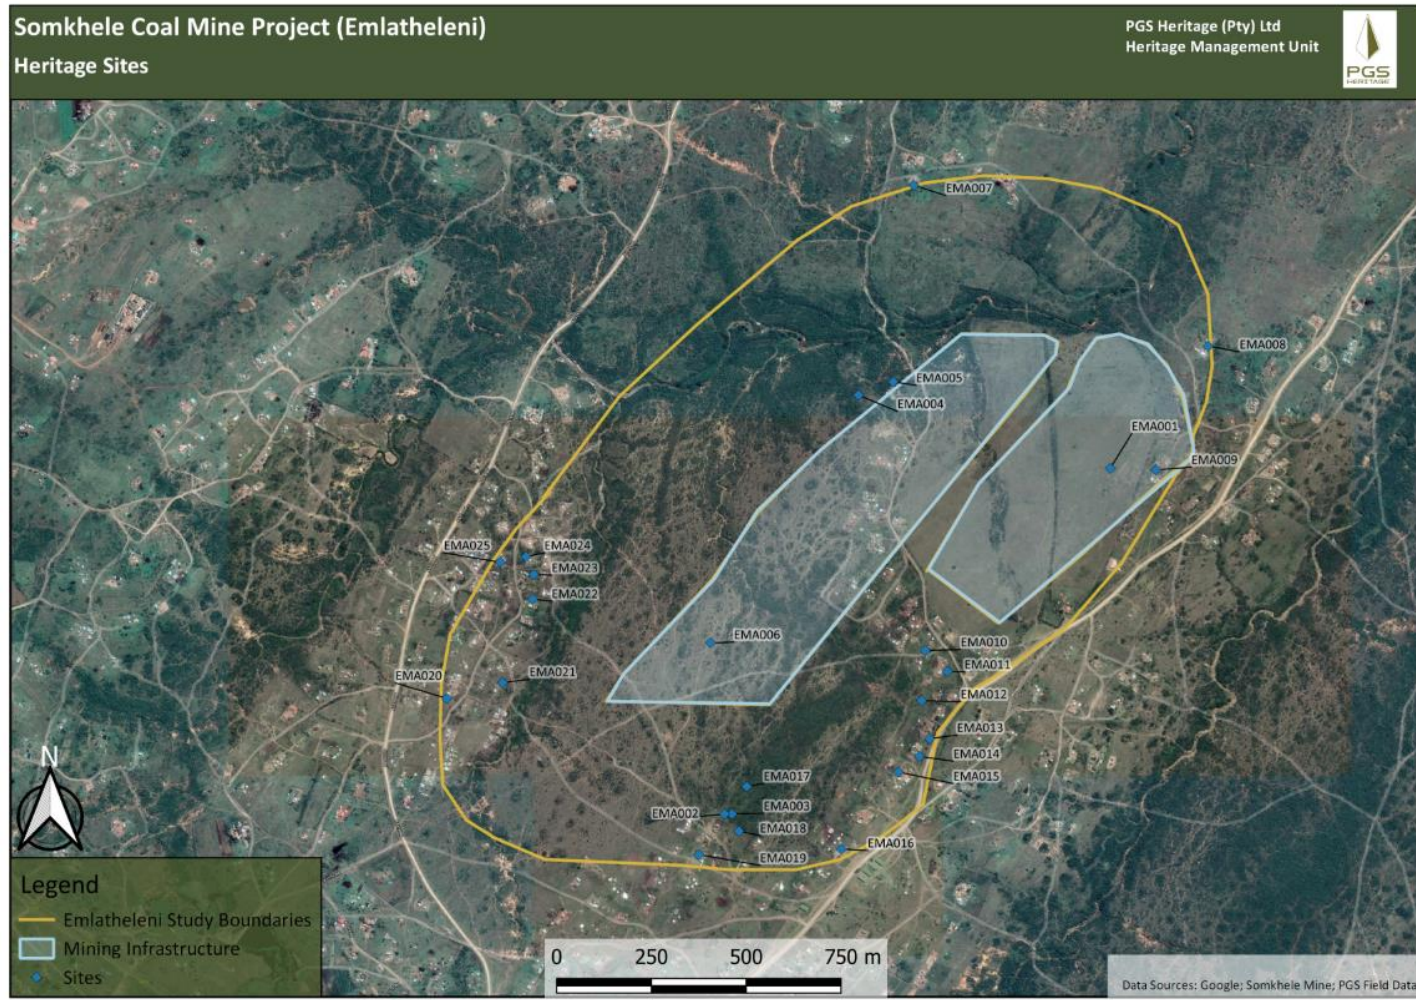 Somkhele Coal Mine Project (Emlatheleni)
Heritage Sites
PGS Heritage (Pty) Ltd
Heritage Management Unit
PGS
HERITAGE
EMA007
EMA008
EMA005
EMA004
EMA001
EMA009
EMA025
EMA024
EMA023
EMA022
EMA006
EMA010
EMA011
EMA021
EMA020
EMA012
EMA013
EMA014
EMA015
EMA017
EMA002
EMA003
EMA018
EMA016
EMA019
N
Legend
Emlatheleni Study Boundaries
Mining Infrastructure
Sites
0 250 500 750 m
Data Sources: Google; Somkhele Mine; PGS Field Data